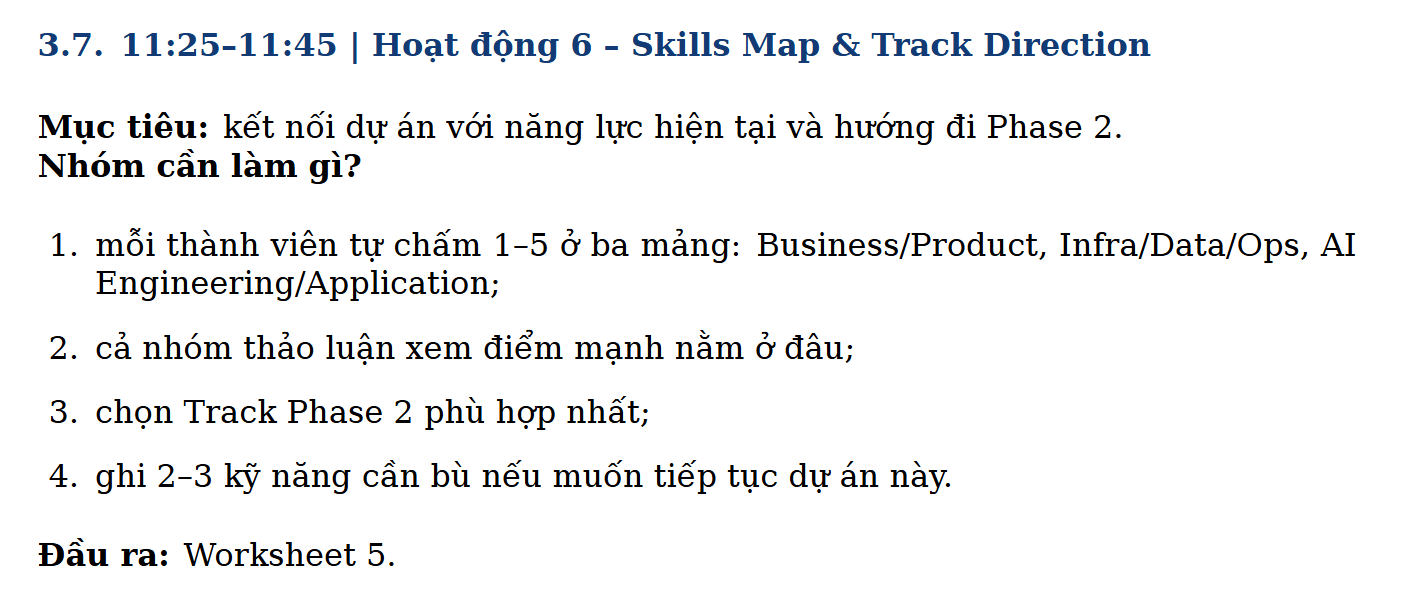 3.7. 11:25–11:45 | Hoạt động 6 – Skills Map & Track Direction
Mục tiêu: kết nối dự án với năng lực hiện tại và hướng đi Phase 2.
Nhóm cần làm gì?
1. mỗi thành viên tự chấm 1–5 ở ba mảng: Business/Product, Infra/Data/Ops, AI
Engineering/Application;
2. cả nhóm thảo luận xem điểm mạnh nằm ở đâu;
3. chọn Track Phase 2 phù hợp nhất;
4. ghi 2–3 kỹ năng cần bù nếu muốn tiếp tục dự án này.
Đầu ra: Worksheet 5.